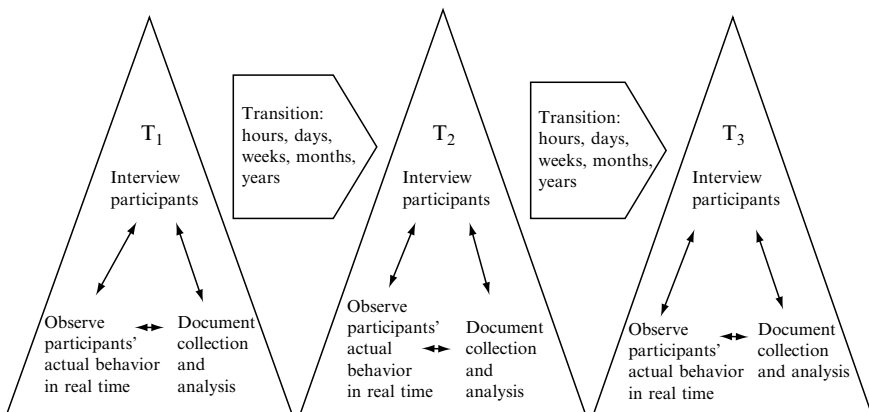 T1
Interview
participants
Observe
participants’
actual behavior
in real time
Document
collection
and
analysis
Transition:
hours, days,
weeks, months,
years
T2
Interview
participants
Observe
participants’
actual
behavior
in real time
Document
collection
and
analysis
Transition:
hours, days,
weeks, months,
years
T3
Interview
participants
Observe
participants’
actual behavior
in real time
Document
collection
and analysis